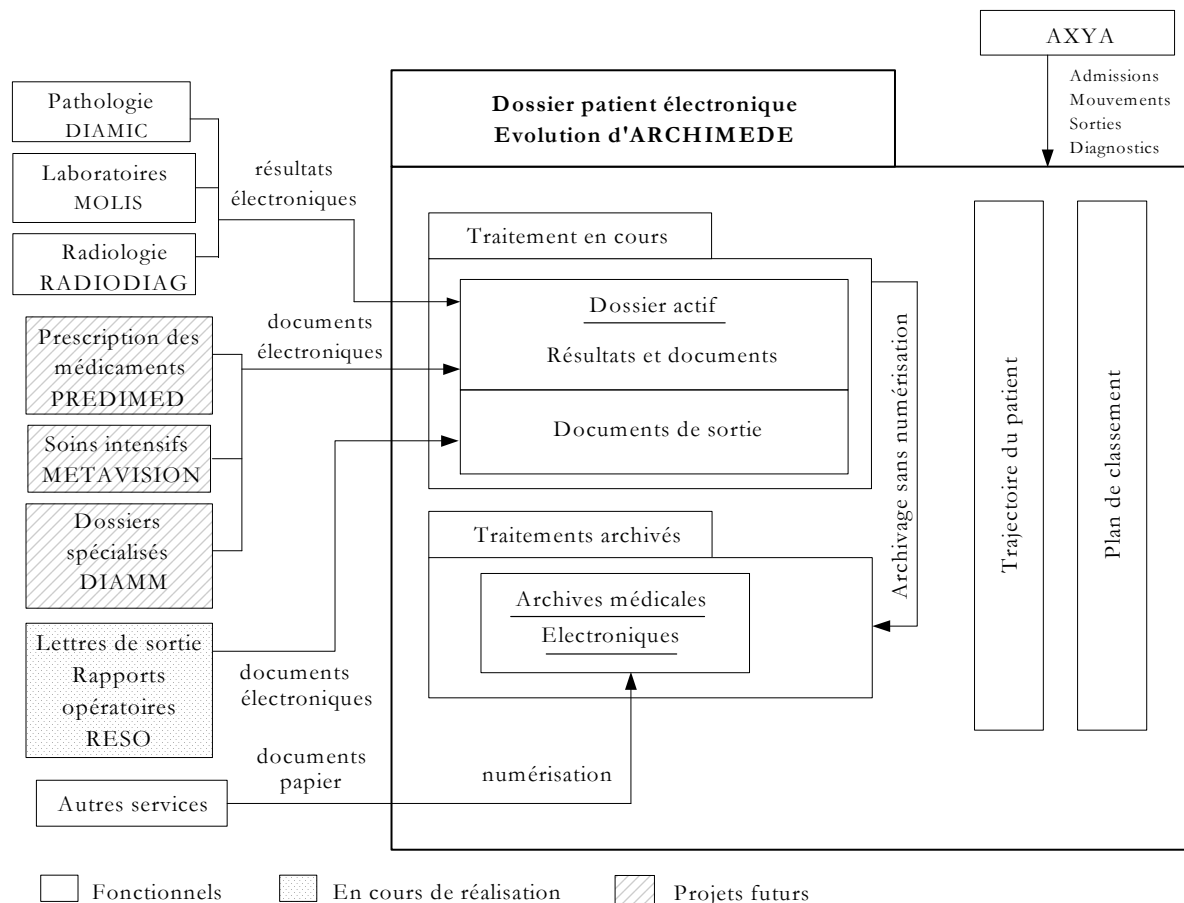 AXYA
Admissions
Mouvements
Sorties
Diagnostics
Dossier patient électronique
Evolution d'ARCHIMEDE
Pathologie
DIAMIC
Laboratoires
MOLIS
Radiologie
RADIODIAG
résultats
électroniques
Prescription des
médicaments
PREDIMED
Soins intensifs
METAVISION
Dossiers
spécialisés
DIAMM
documents
électroniques
Lettres de sortie
Rapports
opératoires
RESO
documents
électroniques
Autres services
documents
papier
numérisation
Traitement en cours
Dossier actif
Résultats et documents
Documents de sortie
Traitements archivés
Archives médicales
Electroniques
Archivage sans numérisation
Trajectoire du patient
Plan de classement
Fonctionnels
En cours de réalisation
Projets futurs